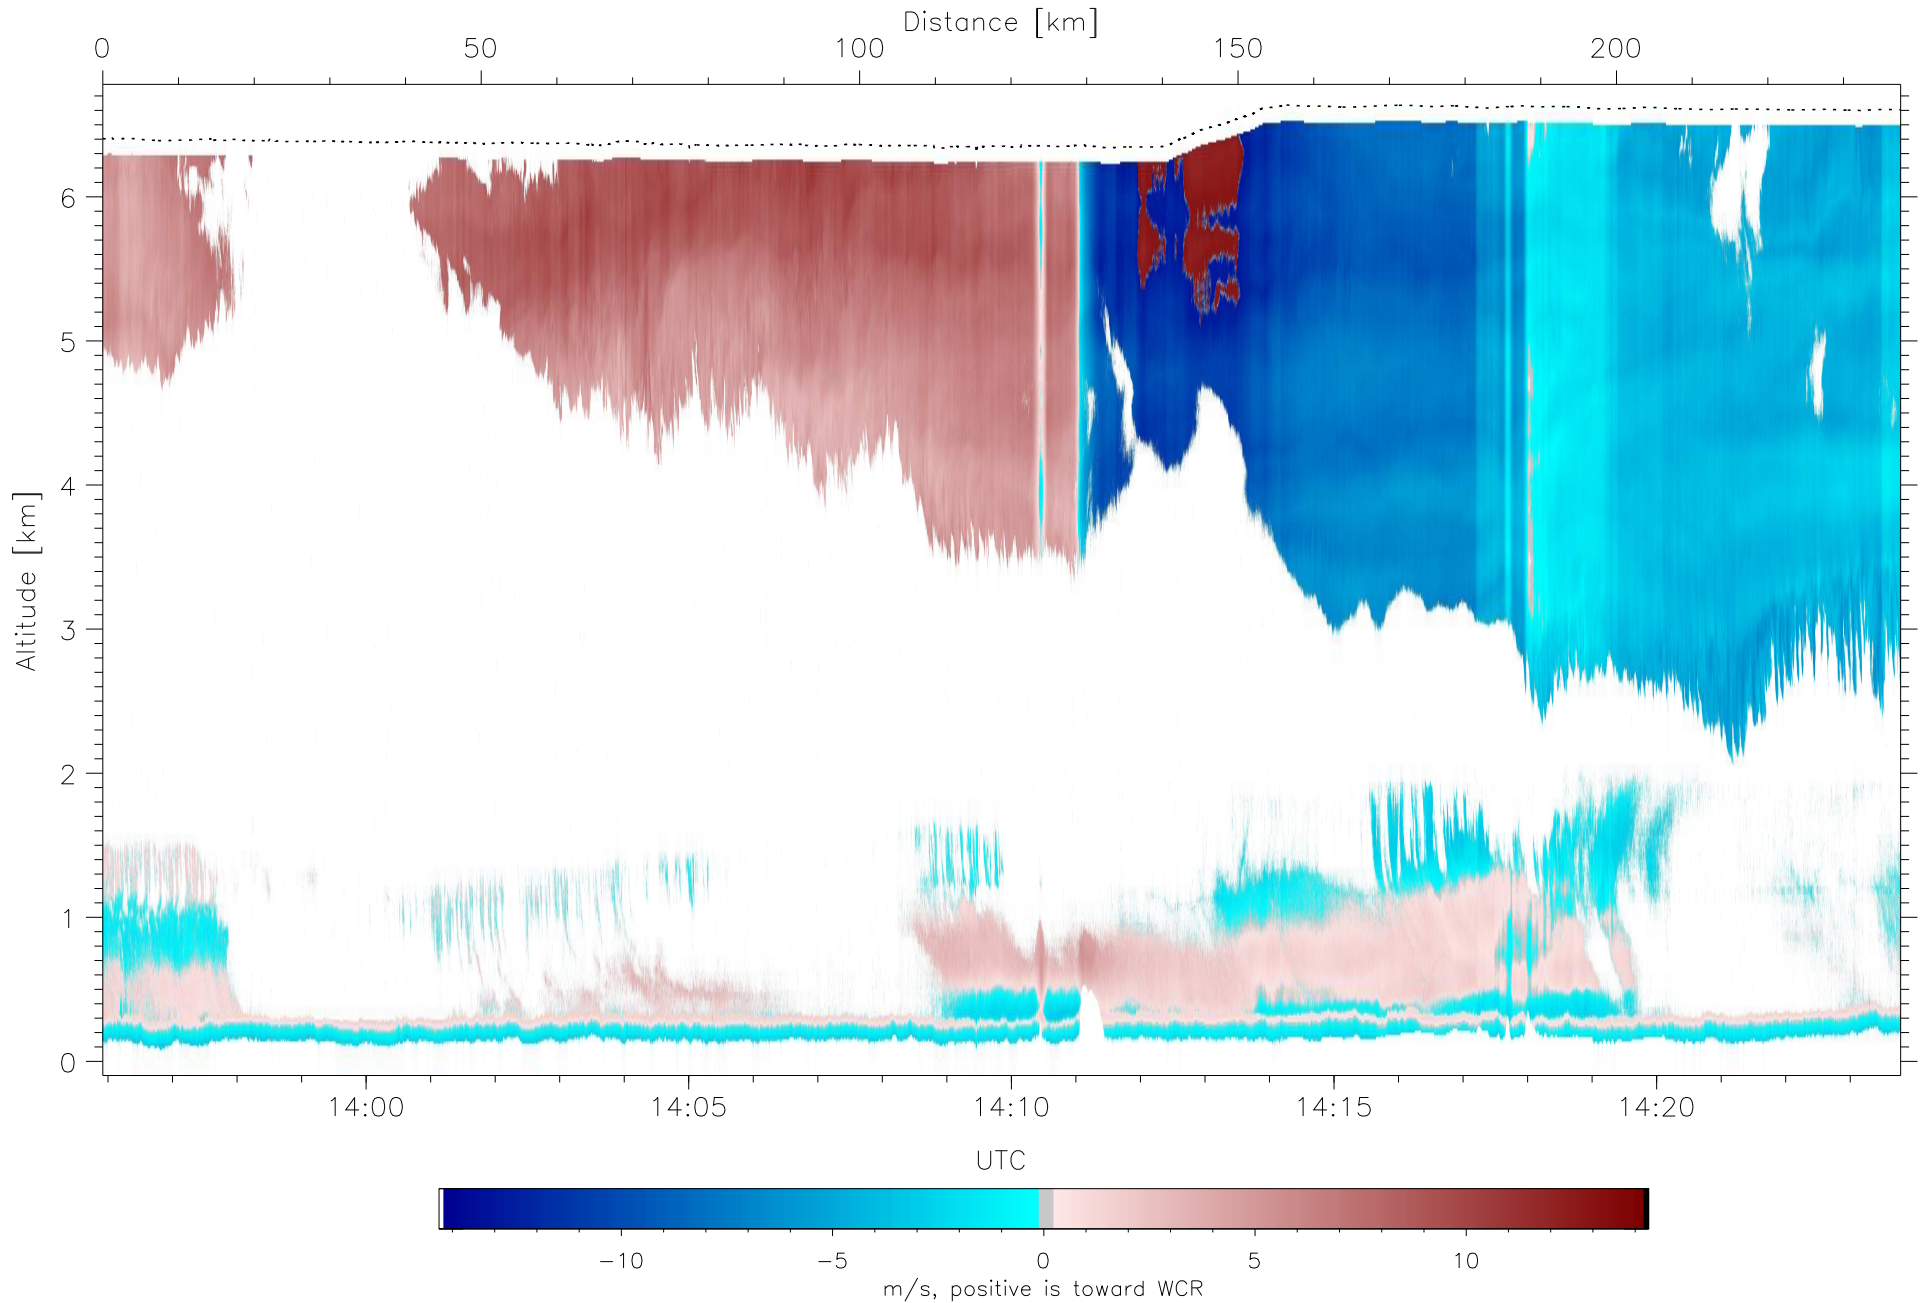 Distance [km]
0 50 100 150 200
Altitude [km]
6
5
4
3
2
1
0
14:00 14:05 14:10 14:15 14:20
UTC
−10 −5 0 5 10
m/s, positive is toward WCR